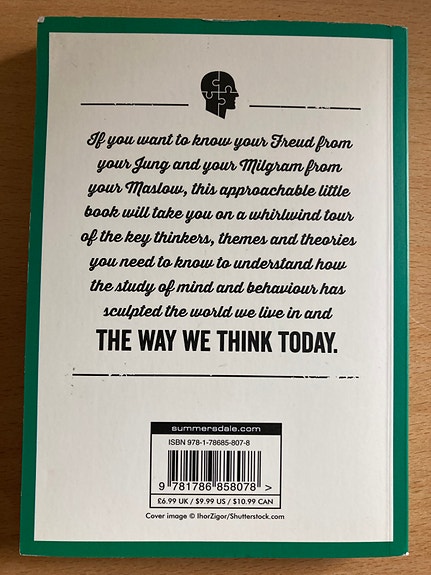 If you want to know your Freud from
your Jung and your Milgram from
your Maslow, this approachable little
book will take you on a whirlwind tour
of the key thinkers, themes and theories
you need to know to understand how
the study of mind and behaviour has
sculpted the world we live in and
THE WAY WE THINK TODAY.
summersdale.com
ISBN 978-1-78685-807-8
9 781786 858078 >
£6.99 UK / $9.99 US / $10.99 CAN
Cover image © IhorZigor/Shutterstock.com